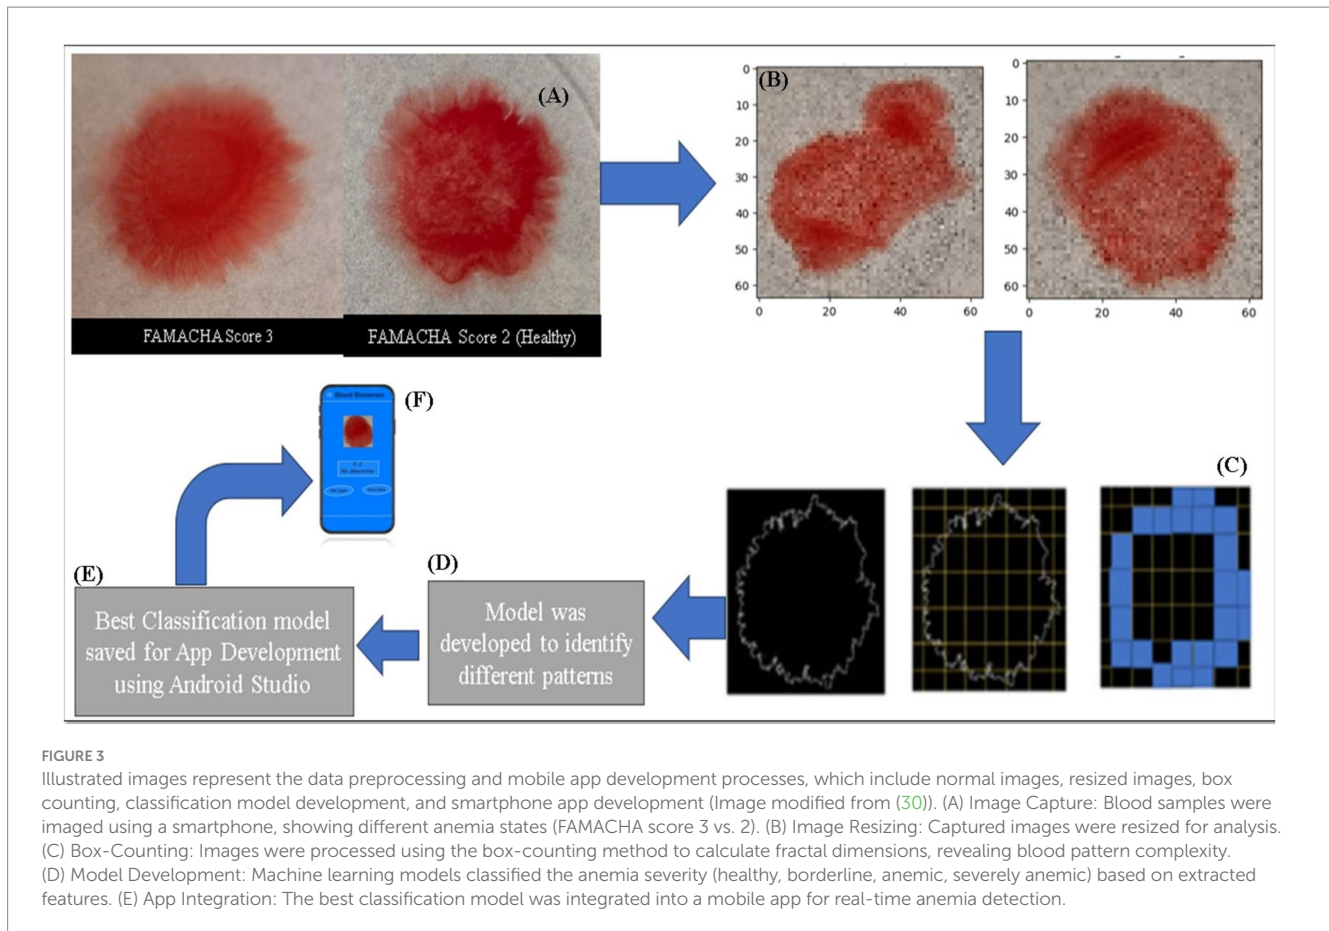 (A)
FAMACHA Score 3
FAMACHA Score 2 (Healthy)
(B)
0
10
20
30
40
50
60
0
20
40
60
0
10
20
30
40
50
60
0
20
40
60
(C)
(F)
Blood Biosensor
(D)
Model was
developed to identify
different patterns
(E)
Best Classification model
saved for App Development
using Android Studio
FIGURE 3
Illustrated images represent the data preprocessing and mobile app development processes, which include normal images, resized images, box
counting, classification model development, and smartphone app development (Image modified from (30)). (A) Image Capture: Blood samples were
imaged using a smartphone, showing different anemia states (FAMACHA score 3 vs. 2). (B) Image Resizing: Captured images were resized for analysis.
(C) Box-Counting: Images were processed using the box-counting method to calculate fractal dimensions, revealing blood pattern complexity.
(D) Model Development: Machine learning models classified the anemia severity (healthy, borderline, anemic, severely anemic) based on extracted
features. (E) App Integration: The best classification model was integrated into a mobile app for real-time anemia detection.